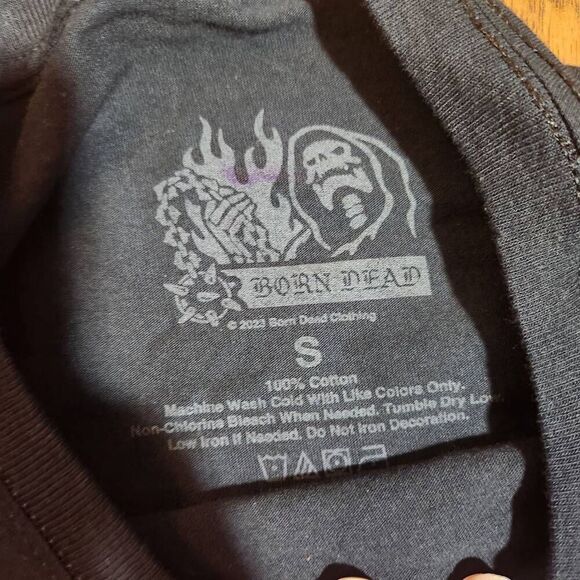 BORN DEAD
© 2023 Born Dead Clothing
S
100% Cotton
Machine Wash Cold With Like Colors Only.
Non-Chlorine Bleach When Needed. Tumble Dry Low.
Low Iron If Needed. Do Not Iron Decoration.